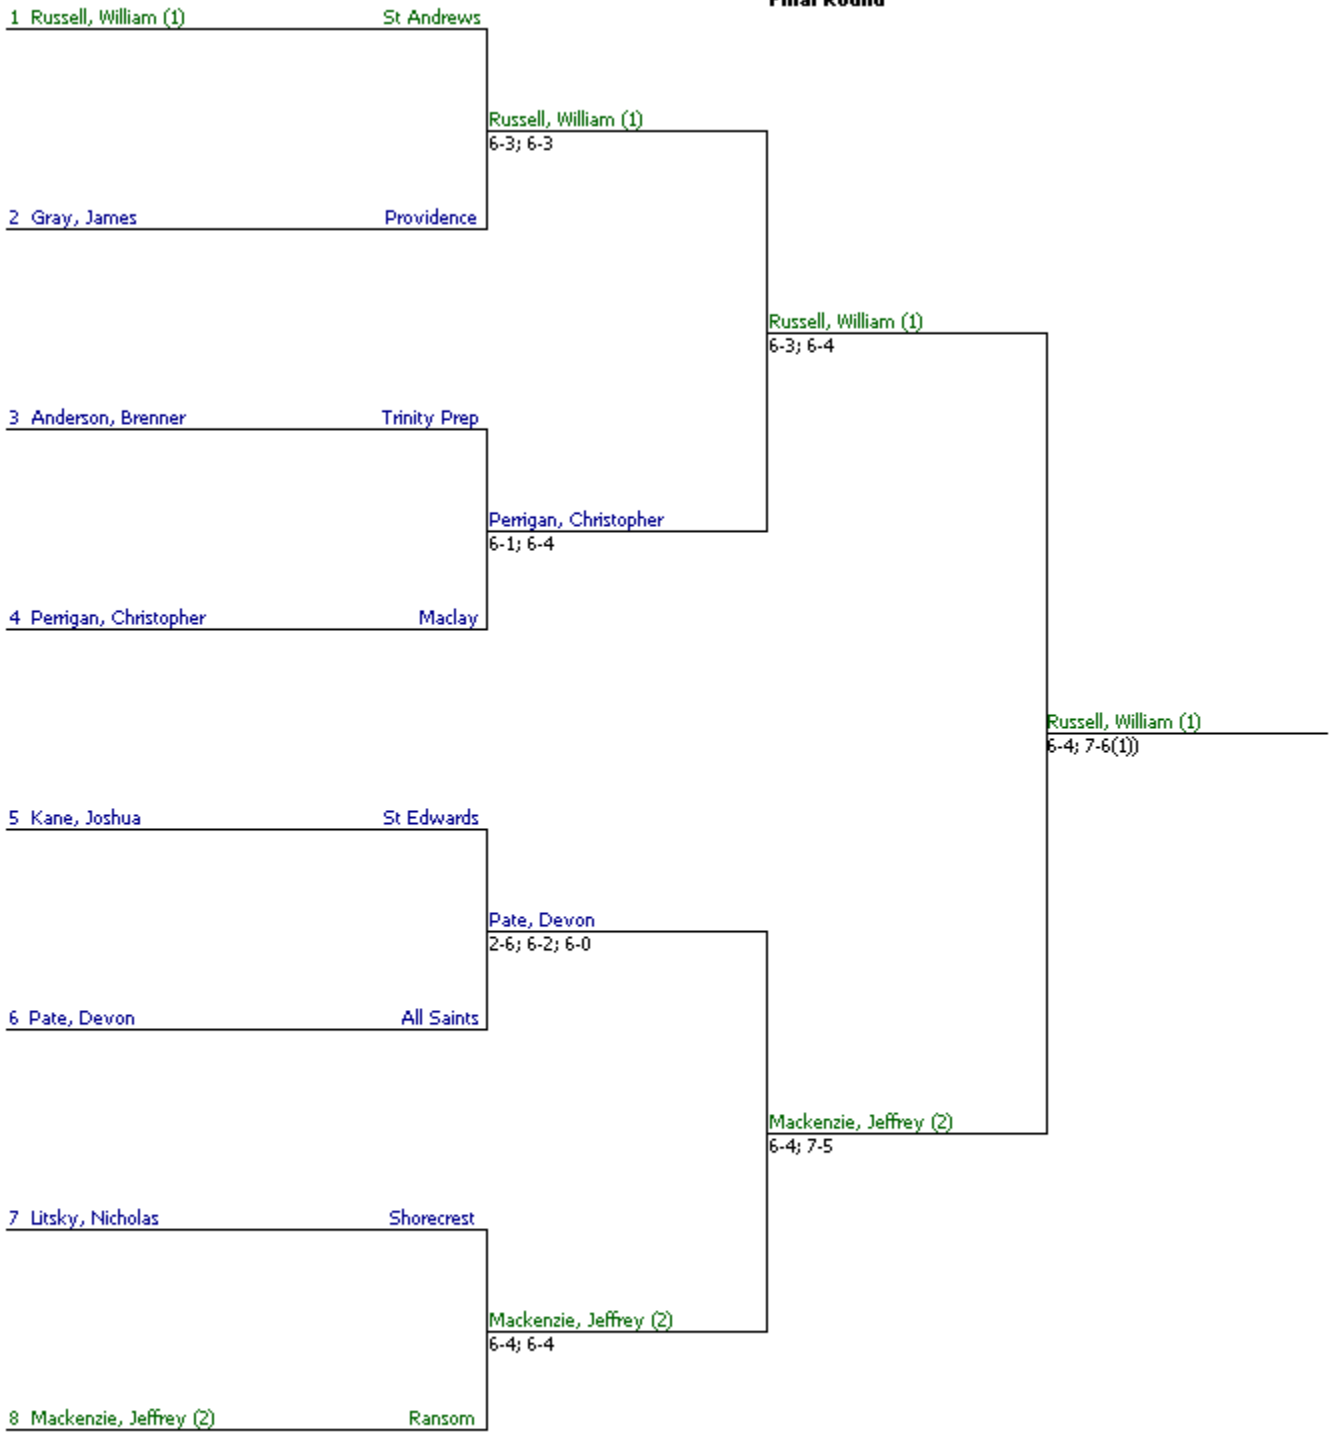 Final Round
1 Russell, William (1) St Andrews
Russell, William (1)
6-3; 6-3
2 Gray, James Providence
Russell, William (1)
6-3; 6-4
3 Anderson, Brenner Trinity Prep
Perrigan, Christopher
6-1; 6-4
4 Perrigan, Christopher Maclay
Russell, William (1)
6-4; 7-6(1))
5 Kane, Joshua St Edwards
Pate, Devon
2-6; 6-2; 6-0
6 Pate, Devon All Saints
Mackenzie, Jeffrey (2)
6-4; 7-5
7 Litsky, Nicholas Shorecrest
Mackenzie, Jeffrey (2)
6-4; 6-4
8 Mackenzie, Jeffrey (2) Ransom